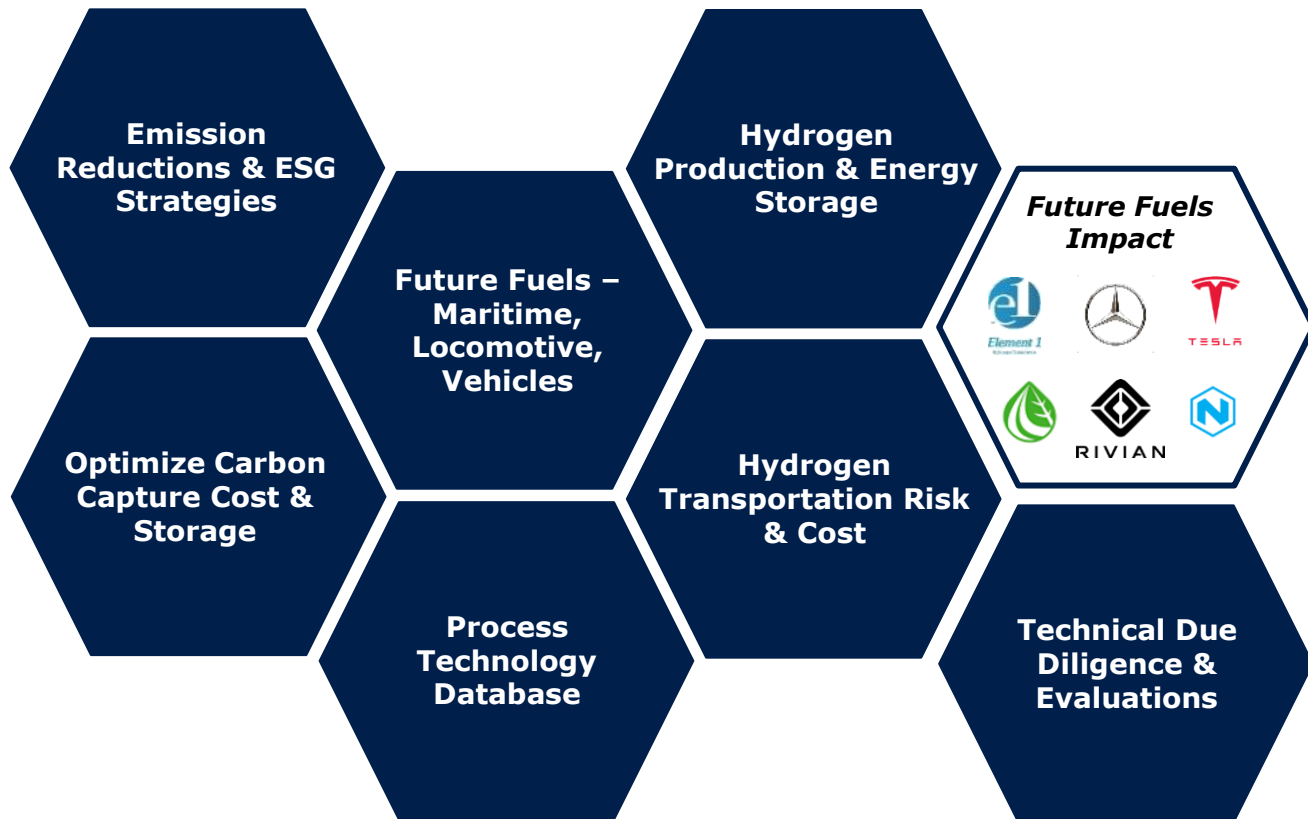 Emission
Reductions & ESG
Strategies
Hydrogen
Production & Energy
Storage
Future Fuels
Impact
e1
Element 1
TESLA
RIVIAN
N
Future Fuels –
Maritime,
Locomotive,
Vehicles
Optimize Carbon
Capture Cost &
Storage
Hydrogen
Transportation Risk
& Cost
Process
Technology
Database
Technical Due
Diligence &
Evaluations